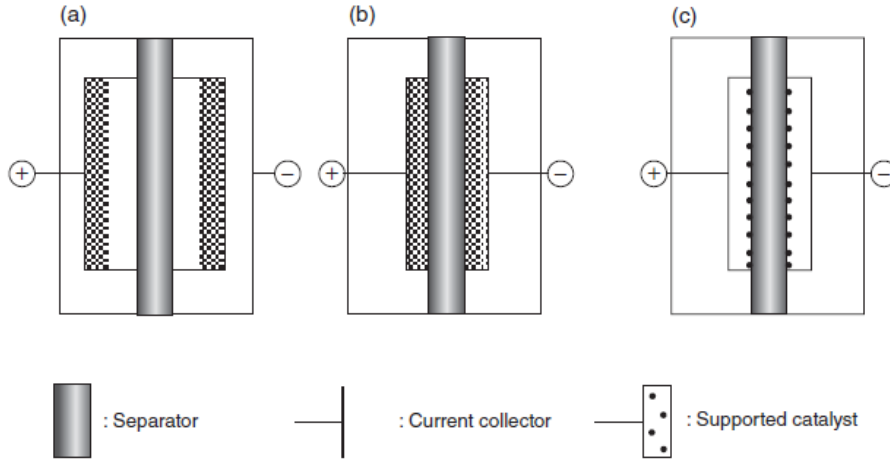 (a) (b) (c)
+ − + − + −
: Separator : Current collector : Supported catalyst